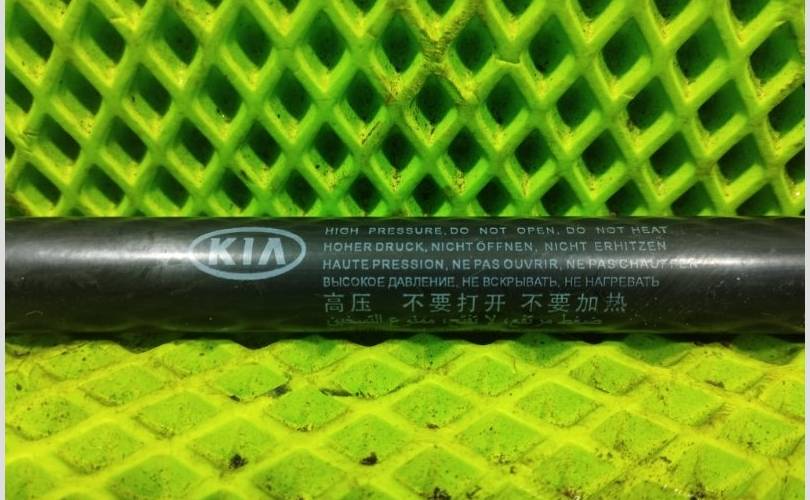 KIA
HIGH PRESSURE, DO NOT OPEN, DO NOT HEAT
HOHER DRUCK, NICHT ÖFFNEN, NICHT ERHITZEN
HAUTE PRESSION, NE PAS OUVRIR, NE PAS CHAUFFER
ВЫСОКОЕ ДАВЛЕНИЕ, НЕ ВСКРЫВАТЬ, НЕ НАГРЕВАТЬ
高压 不要打开 不要加热